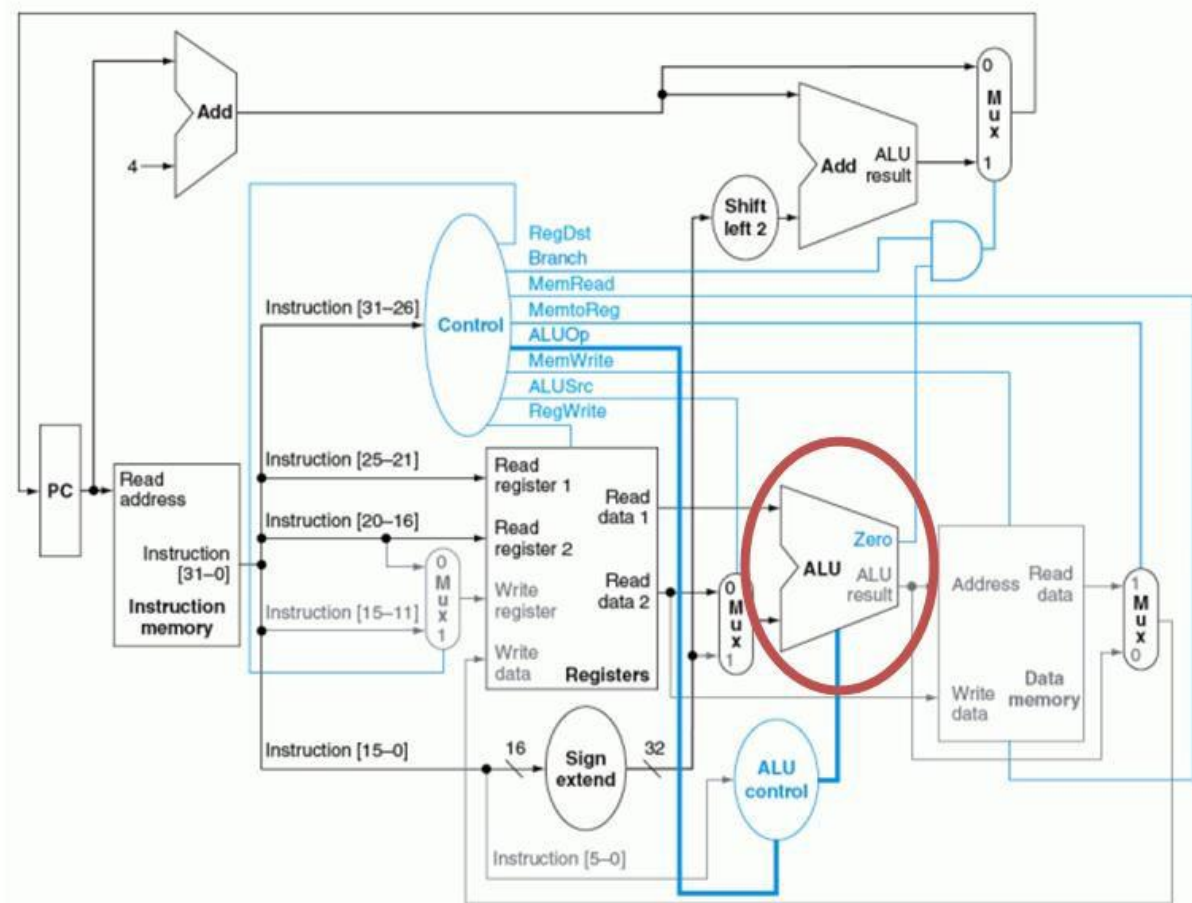 Add
4
0
M
u
x
1
Add
ALU
result
Shift
left 2
RegDst
Branch
MemRead
MemtoReg
ALUOp
MemWrite
ALUSrc
RegWrite
Control
Instruction [31–26]
Instruction [25–21]
Instruction [20–16]
Instruction [15–11]
Instruction [15–0]
Instruction [5–0]
PC
Read
address
Instruction
[31–0]
Instruction
memory
0
M
u
x
1
Read
register 1
Read
register 2
Write
register
Write
data
Read
data 1
Read
data 2
Registers
0
M
u
x
1
Zero
ALU
ALU
result
Address
Read
data
Write
data
Data
memory
1
M
u
x
0
16
Sign
extend
32
ALU
control